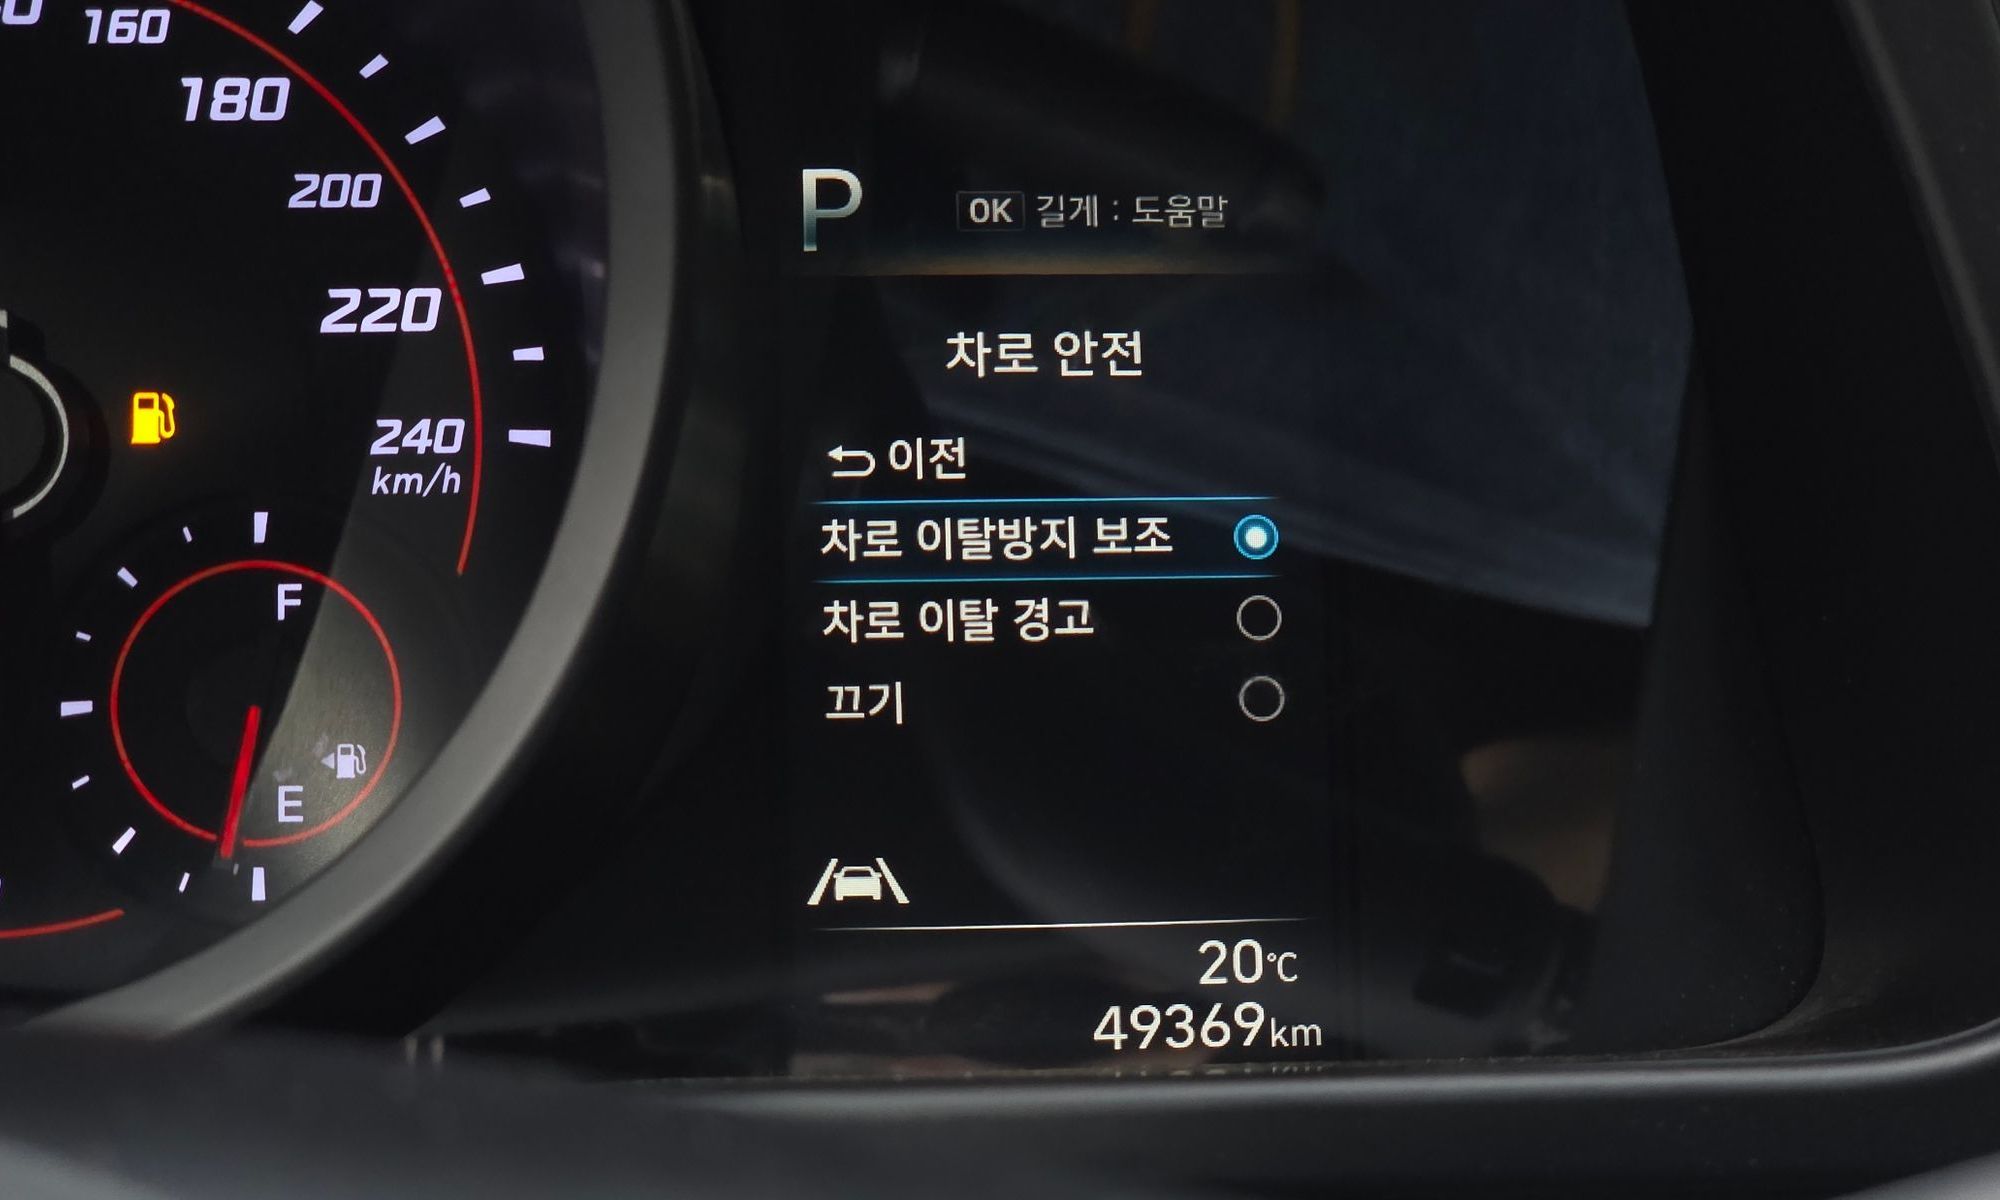 160
180
200
220
240
km/h
F
E
P
OK 길게 : 도움말
차로 안전
이전
차로 이탈방지 보조
차로 이탈 경고
끄기
20℃
49369km